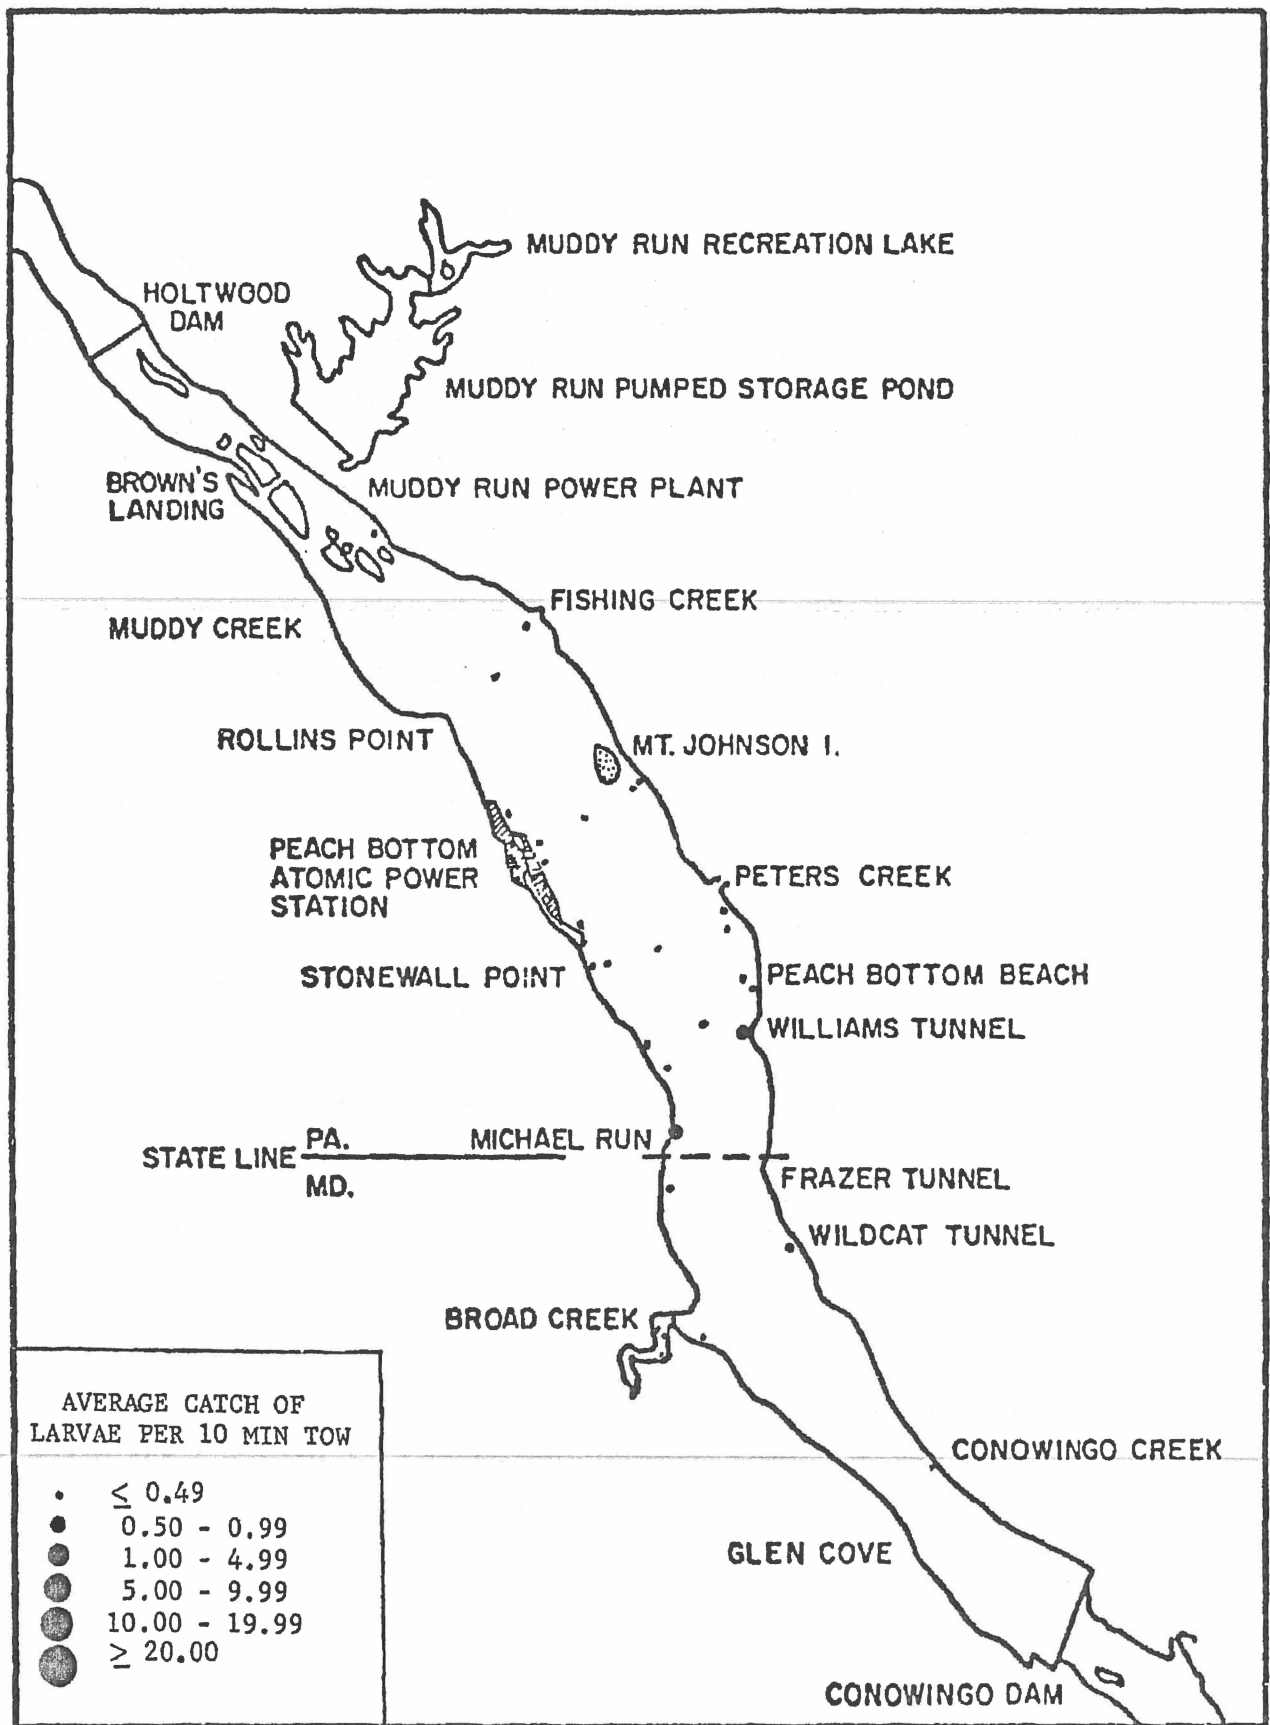 MUDDY RUN RECREATION LAKE
HOLTWOOD
DAM
MUDDY RUN PUMPED STORAGE POND
BROWN'S
LANDING
MUDDY RUN POWER PLANT
FISHING CREEK
MUDDY CREEK
ROLLINS POINT
MT. JOHNSON I.
PEACH BOTTOM
ATOMIC POWER
STATION
PETERS CREEK
STONEWALL POINT
PEACH BOTTOM BEACH
WILLIAMS TUNNEL
STATE LINE
PA.
MD.
MICHAEL RUN
FRAZER TUNNEL
WILDCAT TUNNEL
BROAD CREEK
AVERAGE CATCH OF
LARVAE PER 10 MIN TOW
≤ 0.49
0.50 - 0.99
1.00 - 4.99
5.00 - 9.99
10.00 - 19.99
≥ 20.00
CONOWINGO CREEK
GLEN COVE
CONOWINGO DAM